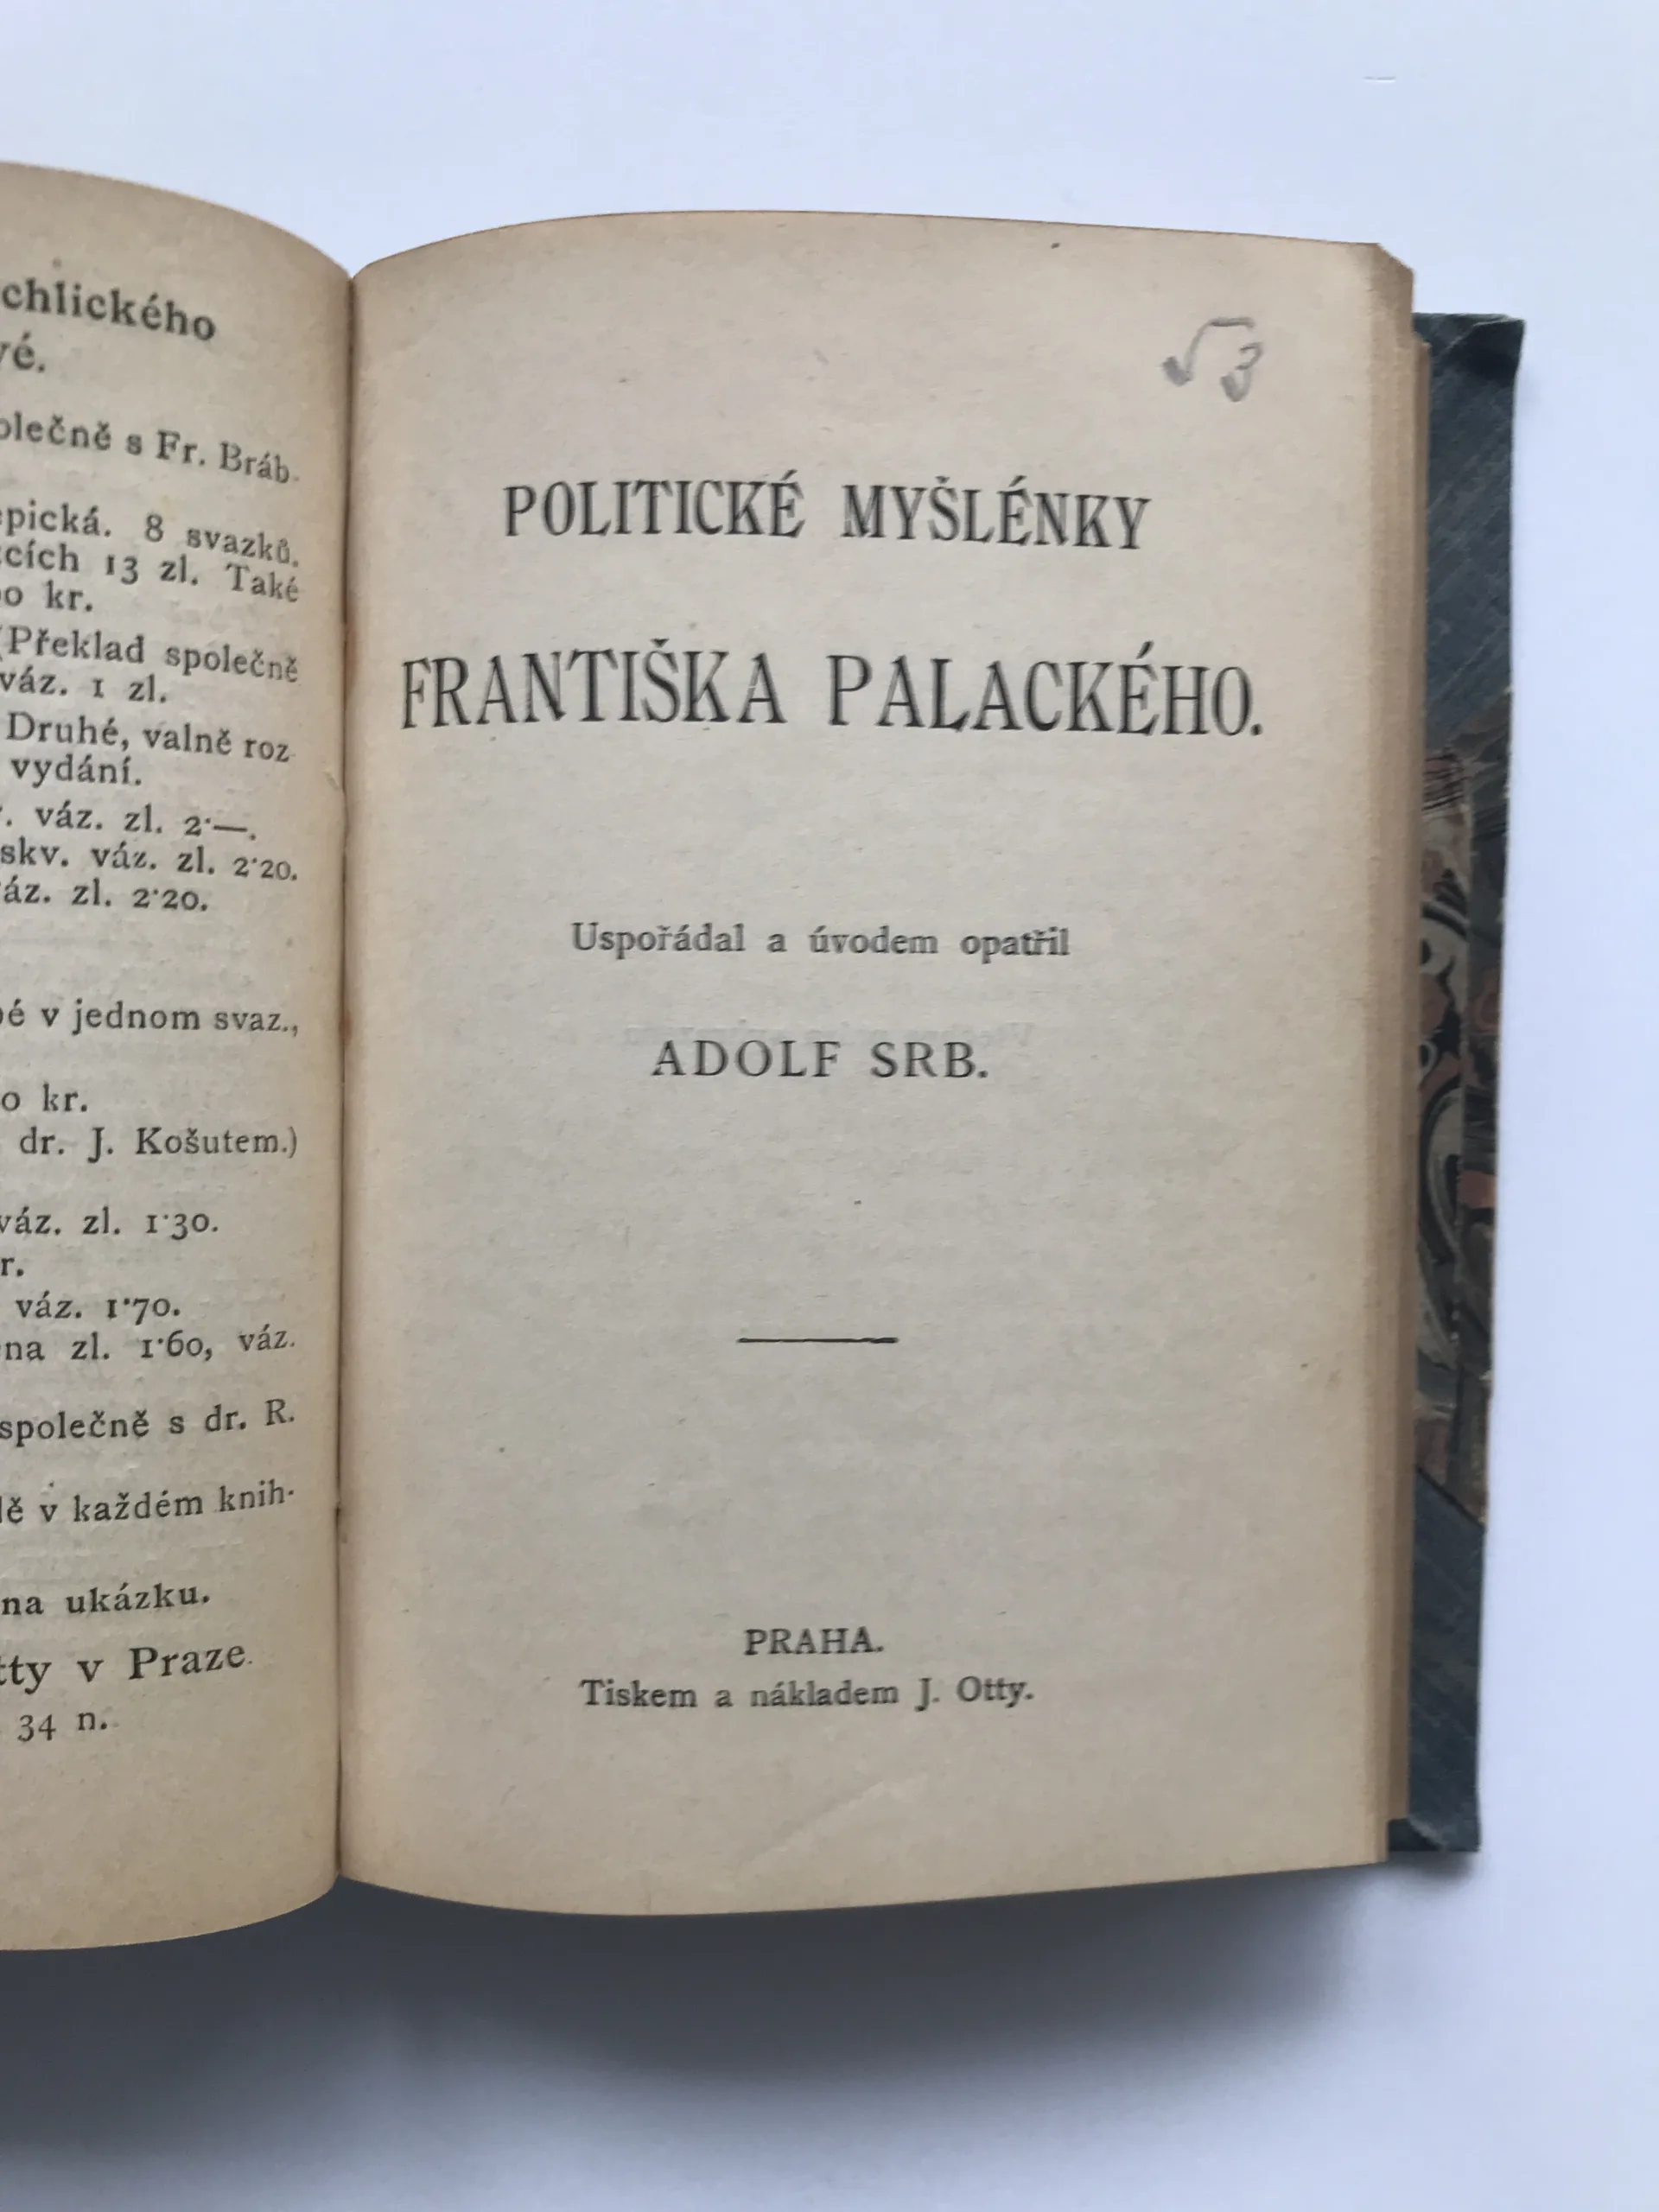 chlického
vé.
olečně s Fr. Bráb.
epická. 8 svazků.
cích 13 zl. Také
o kr.
(Překlad společně
váz. 1 zl.
Druhé, valně roz
vydání.
váz. zl. 2·—.
skv. váz. zl. 2·20.
áz. zl. 2·20.
é v jednom svaz.,
o kr.
dr. J. Košutem.)
váz. zl. 1·30.
r.
váz. 1·70.
na zl. 1·60, váz.
společně s dr. R.
ě v každém knih-
na ukázku.
tty v Praze.
34 n.
√3
POLITICKÉ MYŠLÉNKY
FRANTIŠKA PALACKÉHO.
Uspořádal a úvodem opatřil
ADOLF SRB.
PRAHA.
Tiskem a nákladem J. Otty.